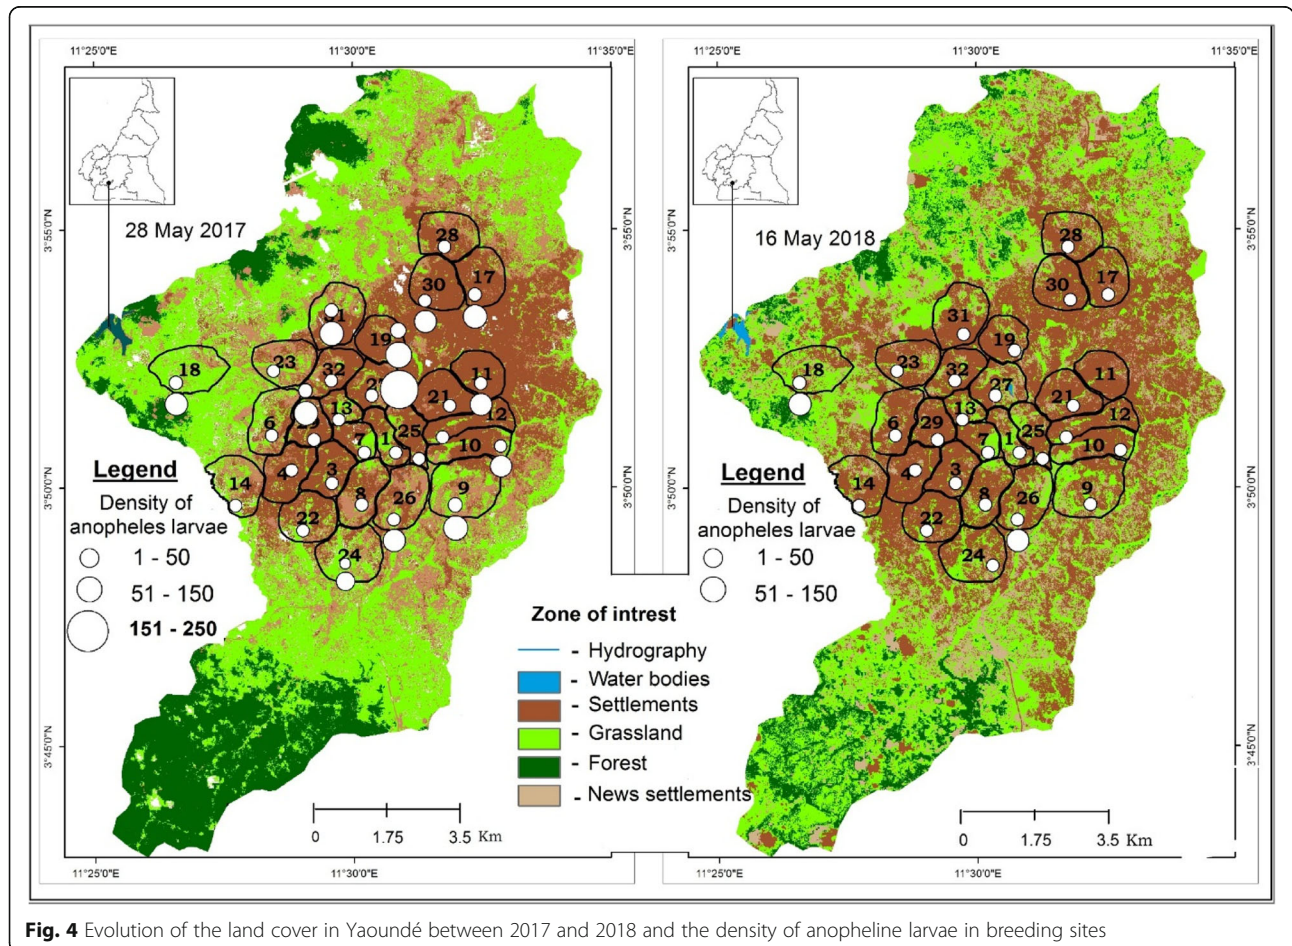 11°25'0"E
11°30'0"E
11°35'0"E
11°25'0"E
11°30'0"E
11°35'0"E
3°55'0"N
3°50'0"N
3°45'0"N
28 May 2017
28
17
30
31
19
18
23
32
11
21
12
13
6
25
7
1
10
4
3
14
8
26
9
22
24
Legend
Density of
anopheles larvae
1 - 50
51 - 150
151 - 250
0 1.75 3.5 Km
11°25'0"E
11°30'0"E
3°55'0"N
3°50'0"N
Zone of intrest
- Hydrography
- Water bodies
- Settlements
- Grassland
- Forest
- News settlements
16 May 2018
28
17
30
31
19
18
23
32
27
11
21
12
13
6
29
25
7
1
10
4
3
14
8
26
9
22
24
Legend
Density of
anopheles larvae
1 - 50
51 - 150
0 1.75 3.5 Km
3°55'0"N
3°50'0"N
3°45'0"N
11°25'0"E
11°30'0"E
Fig. 4 Evolution of the land cover in Yaoundé between 2017 and 2018 and the density of anopheline larvae in breeding sites